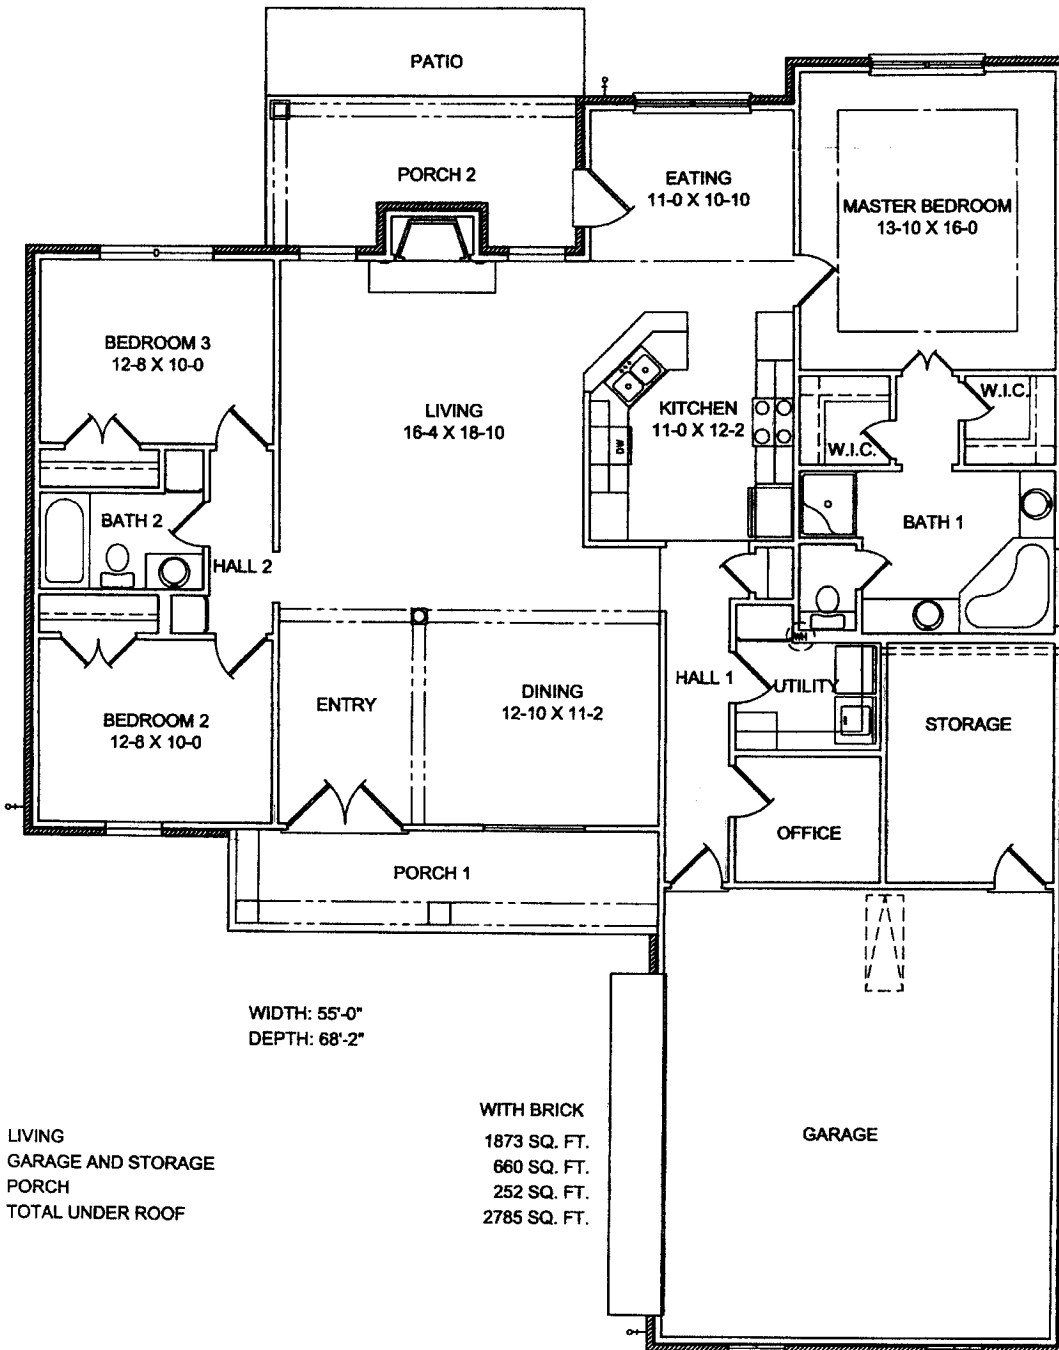 PATIO
PORCH 2
EATING
11-0 X 10-10
MASTER BEDROOM
13-10 X 16-0
BEDROOM 3
12-8 X 10-0
LIVING
16-4 X 18-10
KITCHEN
11-0 X 12-2
DW
W.I.C.
W.I.C.
BATH 2
BATH 1
HALL 2
WH
HALL 1
UTILITY
ENTRY
DINING
12-10 X 11-2
BEDROOM 2
12-8 X 10-0
STORAGE
OFFICE
PORCH 1
WIDTH: 55'-0"
DEPTH: 68'-2"
GARAGE
WITH BRICK
LIVING 1873 SQ. FT.
GARAGE AND STORAGE 660 SQ. FT.
PORCH 252 SQ. FT.
TOTAL UNDER ROOF 2785 SQ. FT.